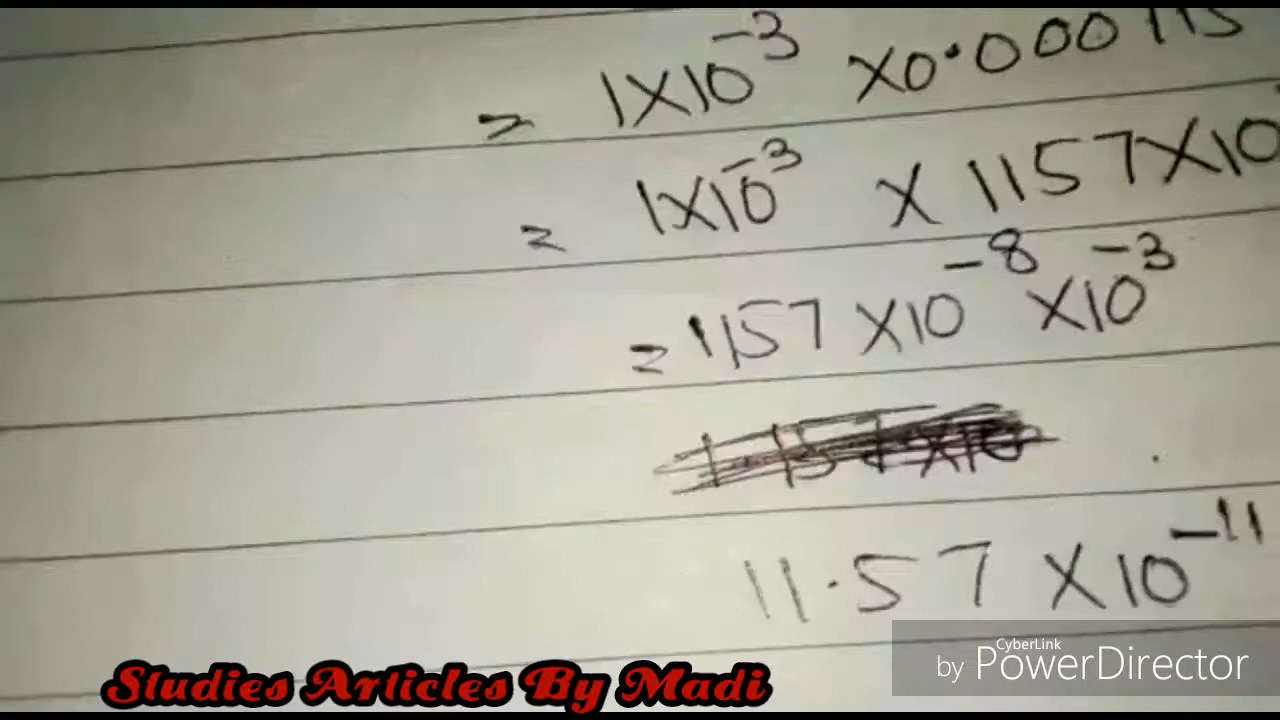 = 1×10⁻³ ×0.000115
= 1×10⁻³ × 1157×10
= 1157 ×10⁻⁸ ×10⁻³
11.57 ×10⁻¹¹
CyberLink
by PowerDirector
Studies Articles By Madi